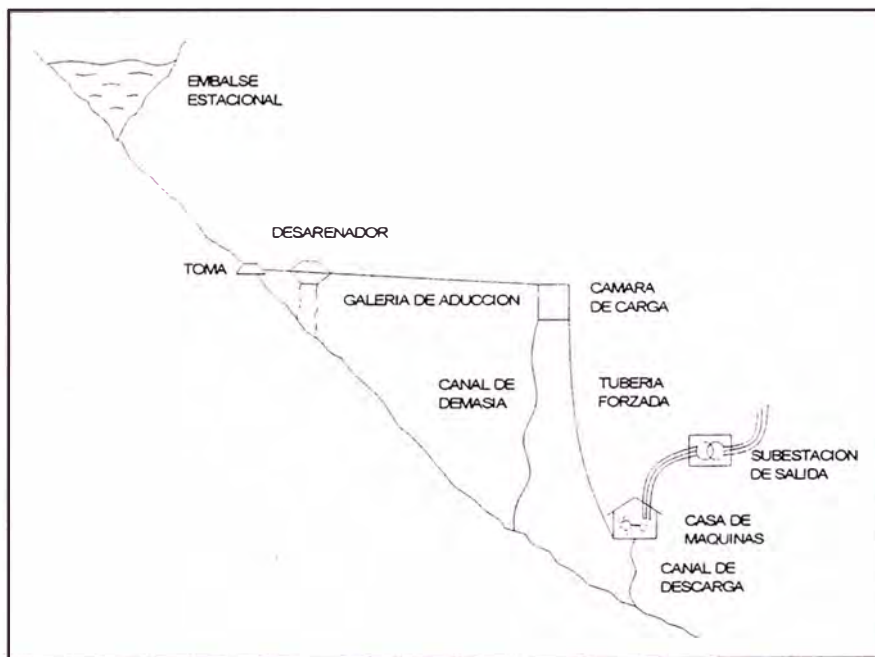 EMBALSE
ESTACIONAL
DESARENADOR
TOMA
GALERIA DE ADUCCION
CAMARA
DE CARGA
CANAL DE
DEMASIA
TUBERIA
FORZADA
SUBESTACION
DE SALIDA
CASA DE
MAQUINAS
CANAL DE
DESCARGA